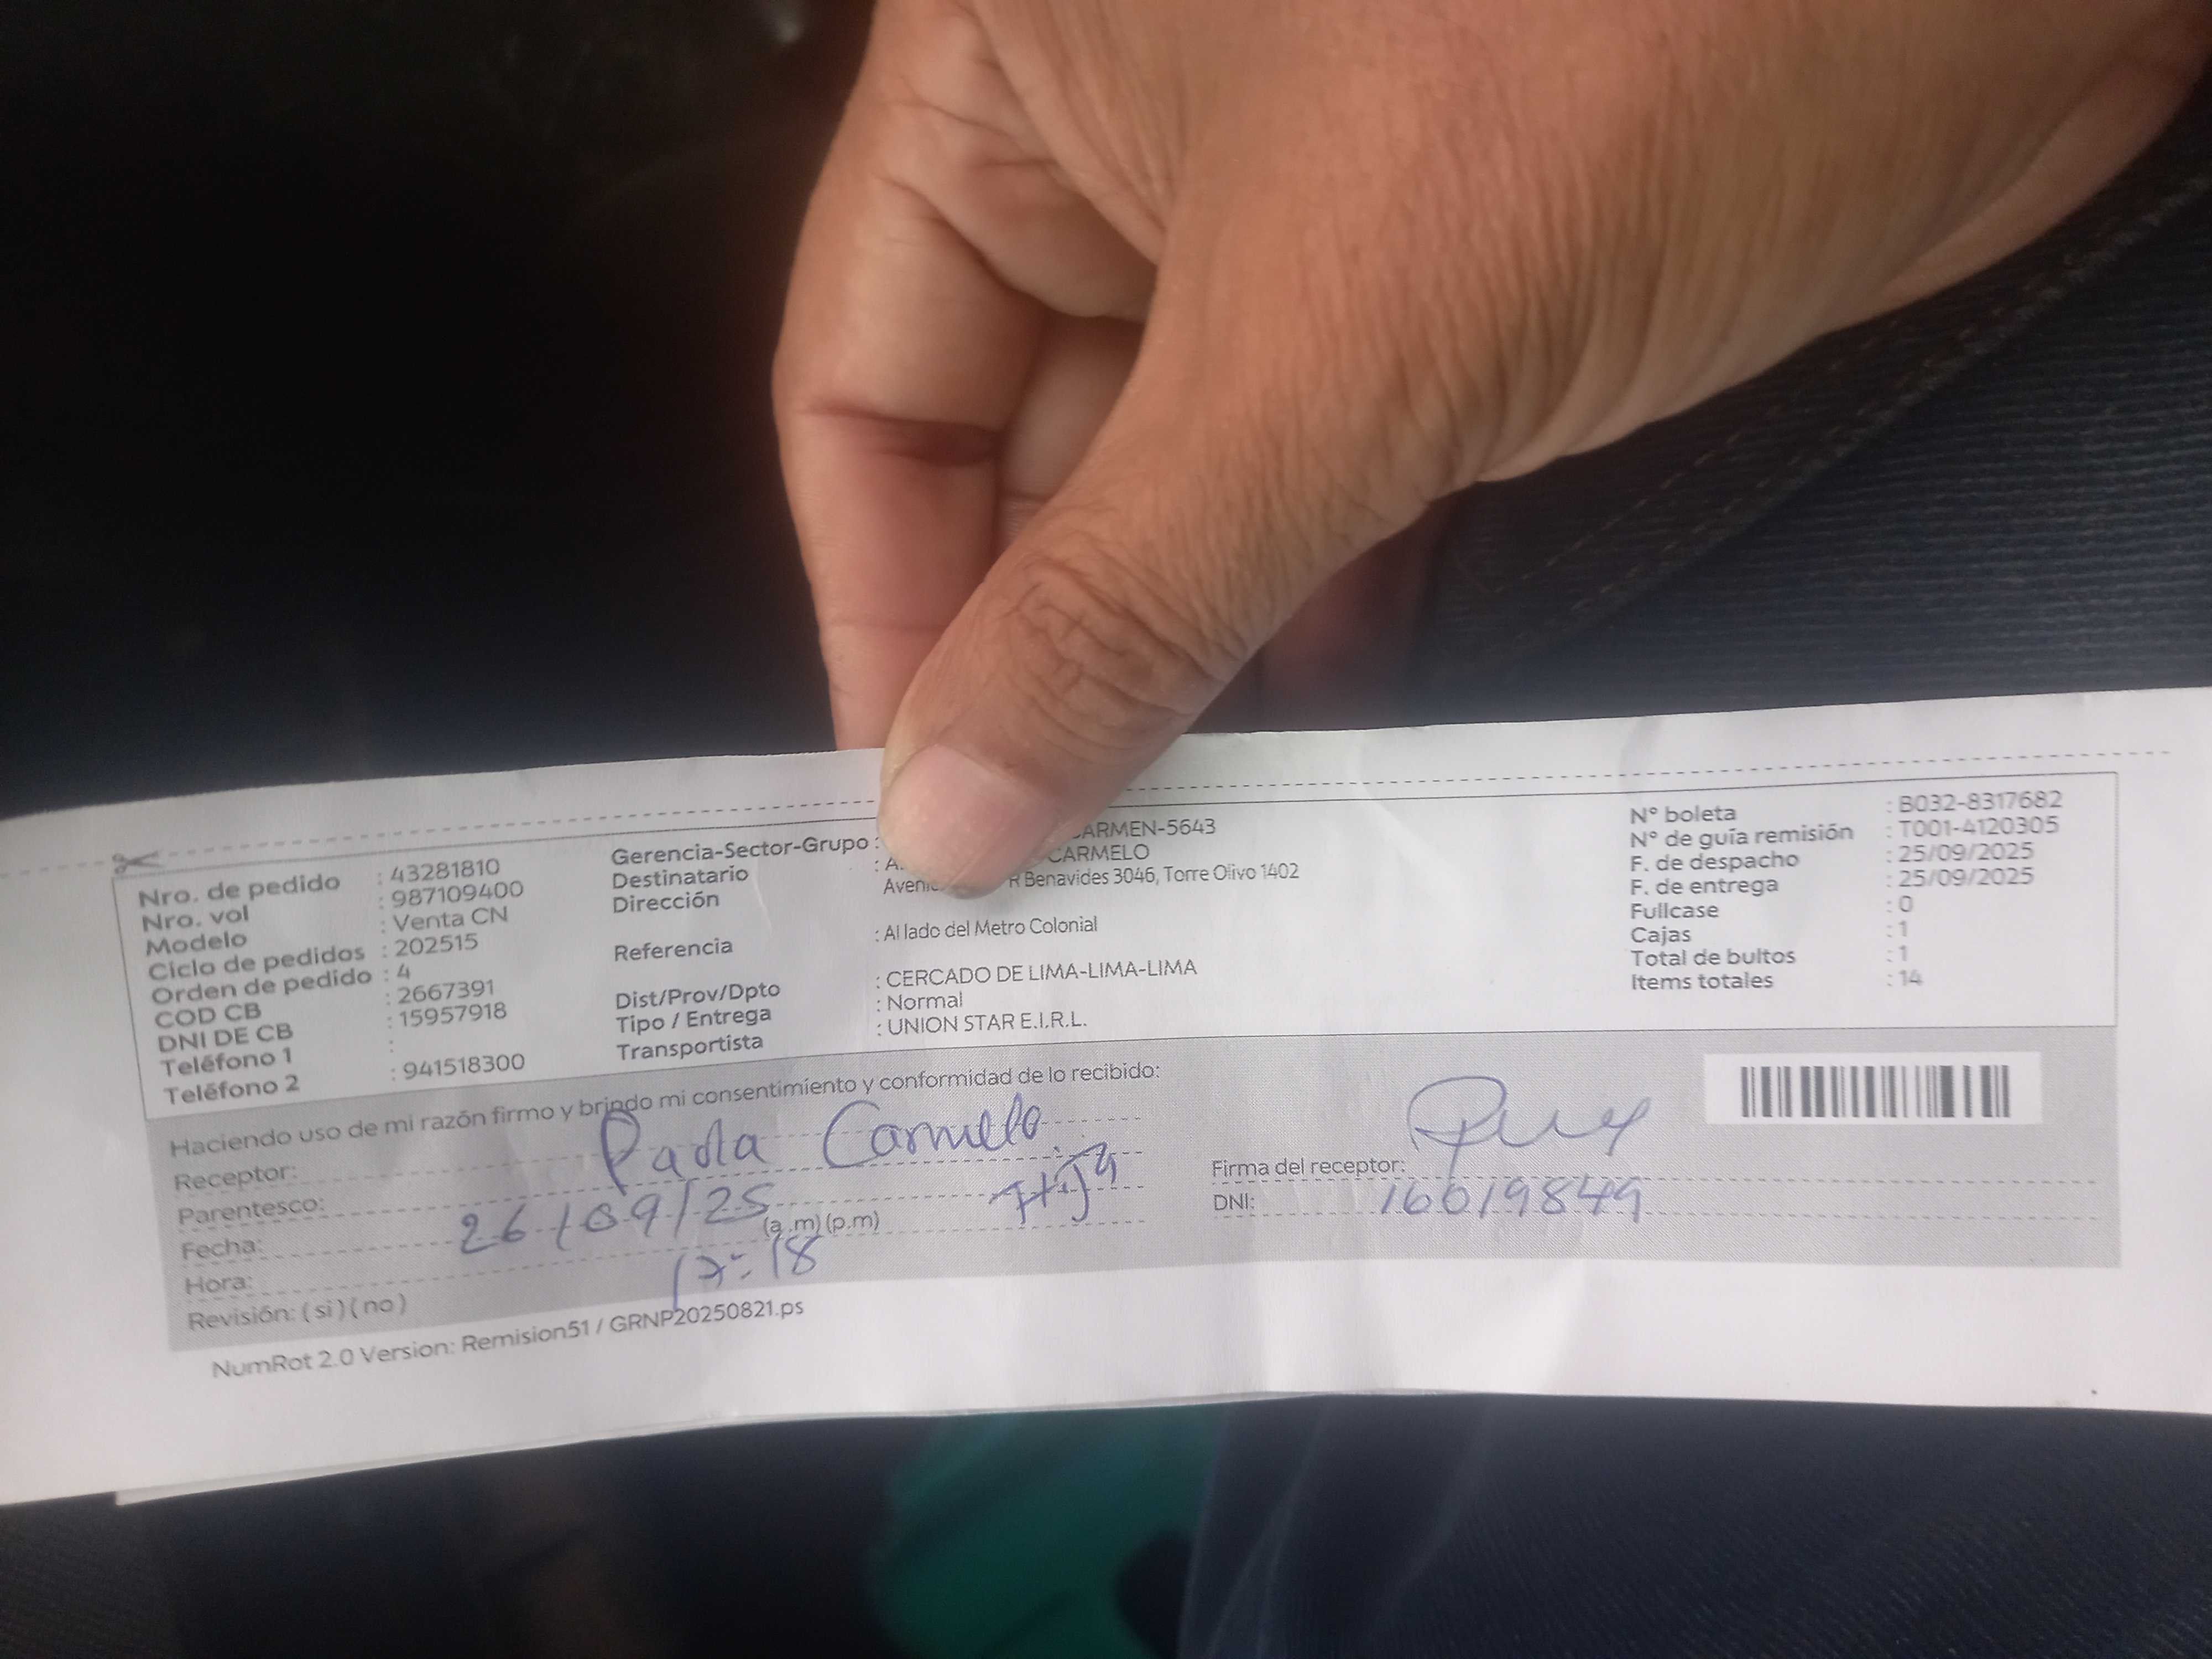 Nro. de pedido : 43281810
Nro. vol : 987109400
Modelo : Venta CN
Ciclo de pedidos : 202515
Orden de pedido : 4
COD CB : 2667391
DNI DE CB : 15957918
Teléfono 1 :
Teléfono 2 : 941518300
Gerencia-Sector-Grupo : CARMEN-5643
Destinatario : A. CARMELO
Dirección Aveni R Benavides 3046, Torre Olivo 1402
Referencia : Al lado del Metro Colonial
Dist/Prov/Dpto : CERCADO DE LIMA-LIMA-LIMA
Tipo / Entrega : Normal
Transportista : UNION STAR E.I.R.L.
N° boleta : B032-8317682
N° de guía remisión : T001-4120305
F. de despacho : 25/09/2025
F. de entrega : 25/09/2025
Fullcase : 0
Cajas : 1
Total de bultos : 1
Items totales : 14
Haciendo uso de mi razón firmo y brindo mi consentimiento y conformidad de lo recibido:
Receptor: Paola Carmelo
Parentesco: Hija
Fecha: 26/09/25
Hora: 17:18 (a.m) (p.m)
Revisión: ( si ) ( no )
Firma del receptor:
DNI: 16019849
NumRot 2.0 Version: Remision51 / GRNP20250821.ps